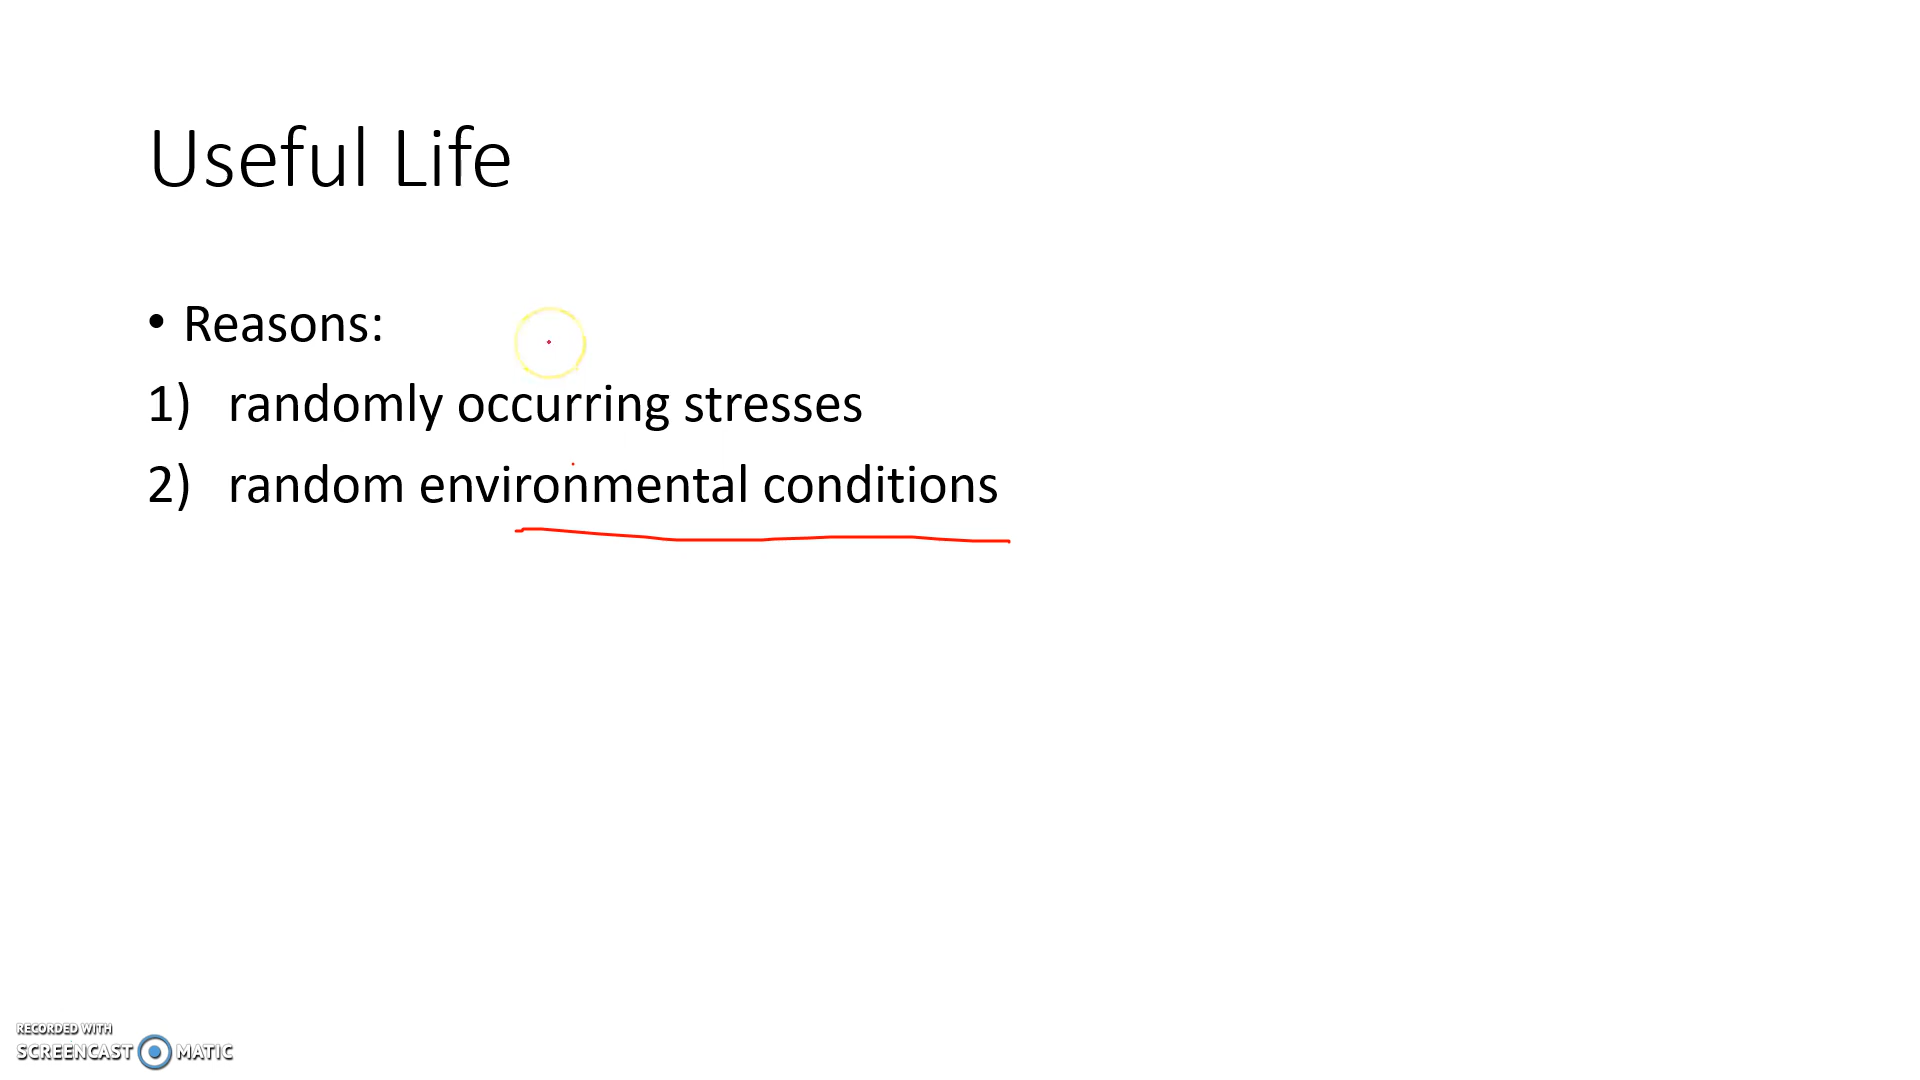 Useful Life
• Reasons:
1) randomly occurring stresses
2) random environmental conditions
RECORDED WITH
SCREENCAST MATIC